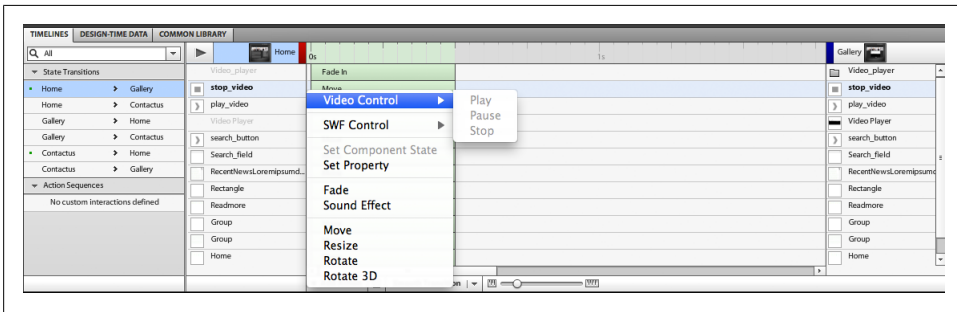 TIMELINES DESIGN-TIME DATA COMMON LIBRARY
All
Home
0s
1s
Gallery
State Transitions
Home > Gallery
Home > Contactus
Gallery > Home
Gallery > Contactus
Contactus > Home
Contactus > Gallery
Action Sequences
No custom interactions defined
Video_player
stop_video
play_video
Video Player
search_button
Search_field
RecentNewsLoremipsumd...
Rectangle
Readmore
Group
Group
Home
Fade In
Move
Video Control
SWF Control
Set Component State
Set Property
Fade
Sound Effect
Move
Resize
Rotate
Rotate 3D
Play
Pause
Stop
Video_player
stop_video
play_video
Video Player
search_button
Search_field
RecentNewsLoremipsum
Rectangle
Readmore
Group
Group
Home